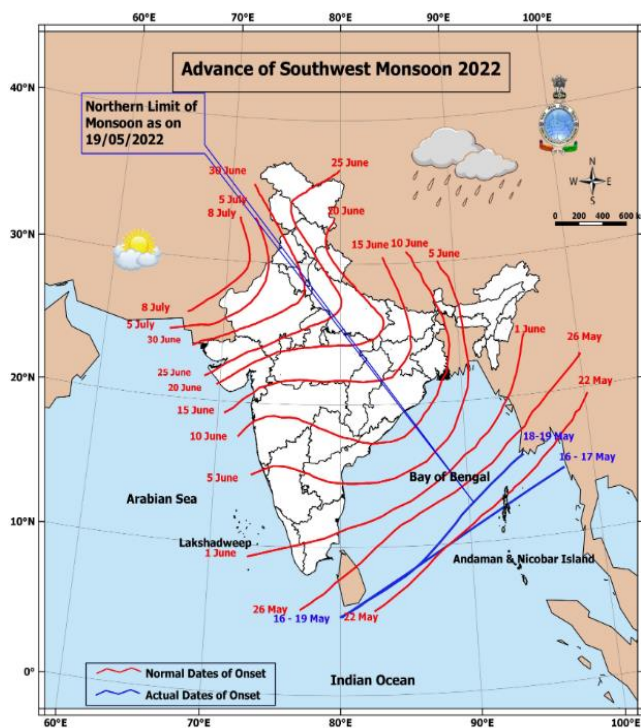 60°E
70°E
80°E
90°E
100°E
Advance of Southwest Monsoon 2022
40°N
Northern Limit of
Monsoon as on
19/05/2022
N
W
E
S
0 200 400 600 k
25 June
30 June
5 July
8 July
20 June
15 June
10 June
5 June
30°N
8 July
5 July
30 June
1 June
26 May
25 June
20 June
22 May
20°N
15 June
10 June
18-19 May
16 - 17 May
5 June
Bay of Bengal
Arabian Sea
10°N
Lakshadweep
1 June
Andaman & Nicobar Island
26 May
16 - 19 May
22 May
0°
Normal Dates of Onset
Actual Dates of Onset
Indian Ocean
60°E
70°E
80°E
90°E
100°E